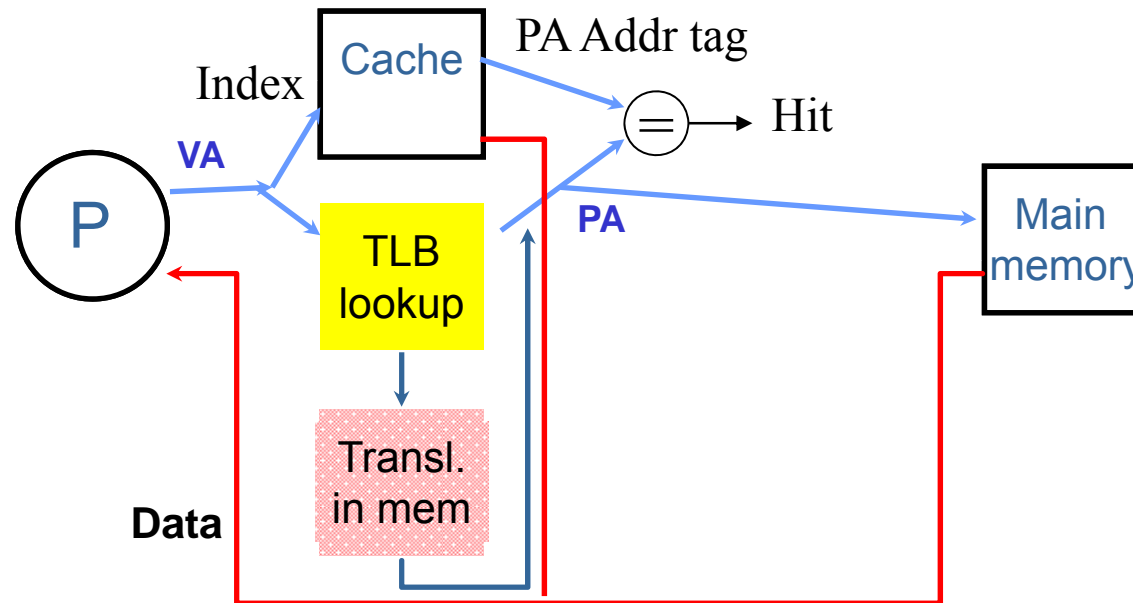 Cache
PA Addr tag
Index
=
Hit
VA
P
PA
TLB
lookup
Main
memory
Transl.
in mem
Data